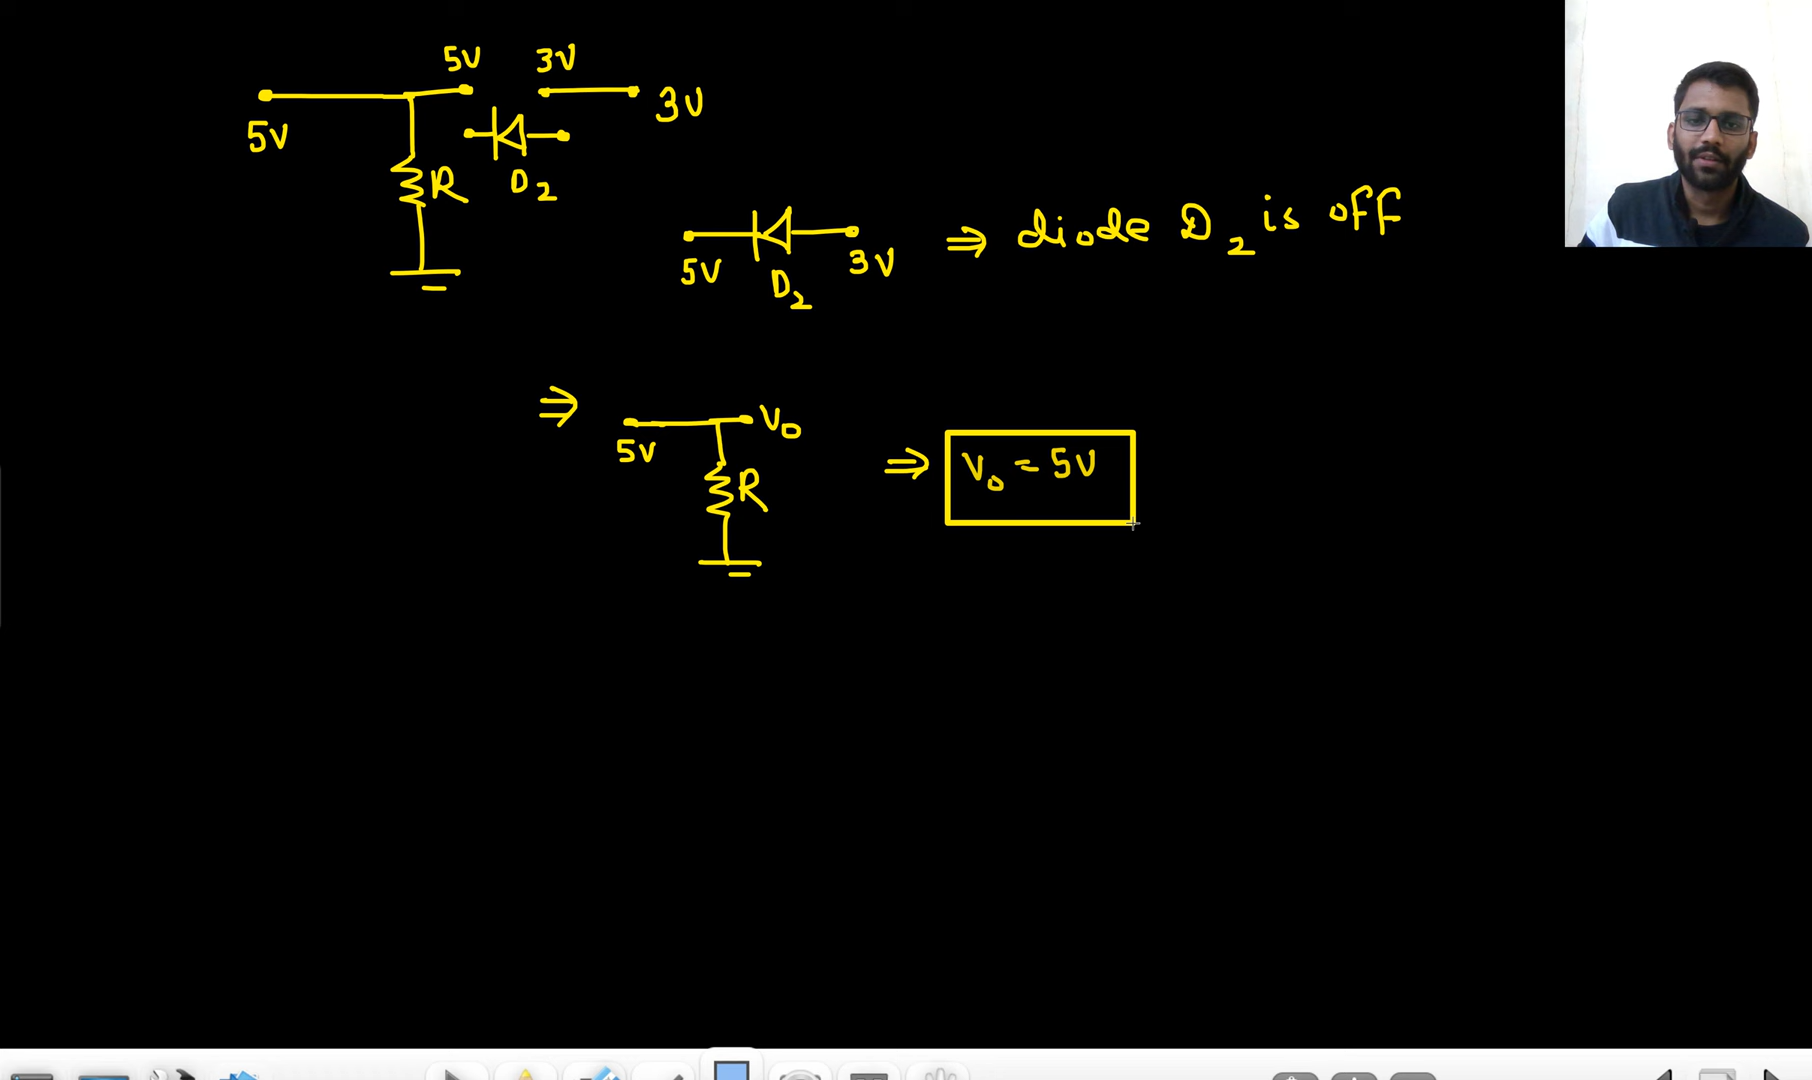 5V 3V
5V 3V
R D2
5V D2 3V ⇒ diode D2 is off
⇒ 5V V0
R
⇒ V0 = 5V